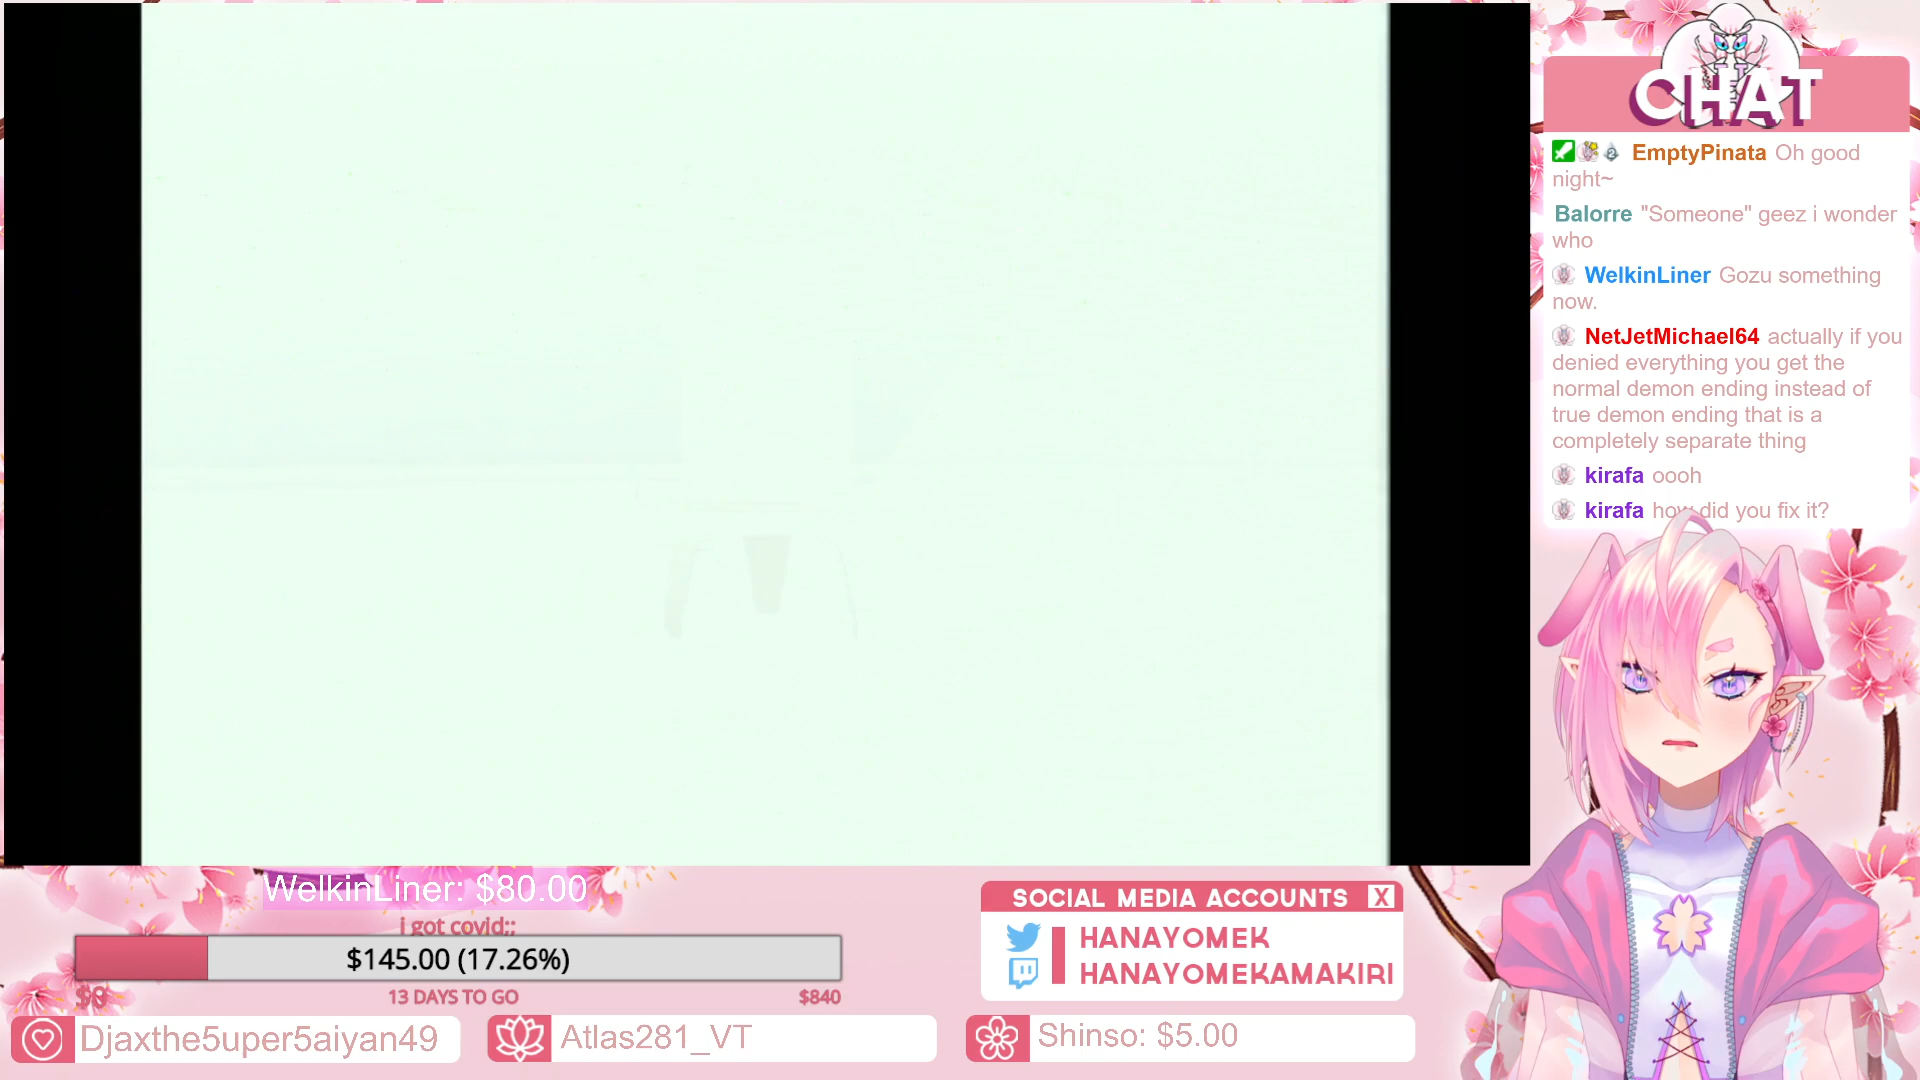 CHAT
EmptyPinata Oh good
night~
Balorre "Someone" geez i wonder
who
WelkinLiner Gozu something
now.
NetJetMichael64 actually if you
denied everything you get the
normal demon ending instead of
true demon ending that is a
completely separate thing
kirafa oooh
kirafa how did you fix it?
WelkinLiner: $80.00
i got covid;;
$145.00 (17.26%)
$0
13 DAYS TO GO
$840
SOCIAL MEDIA ACCOUNTS X
HANAYOMEK
HANAYOMEKAMAKIRI
Djaxthe5uper5aiyan49
Atlas281_VT
Shinso: $5.00